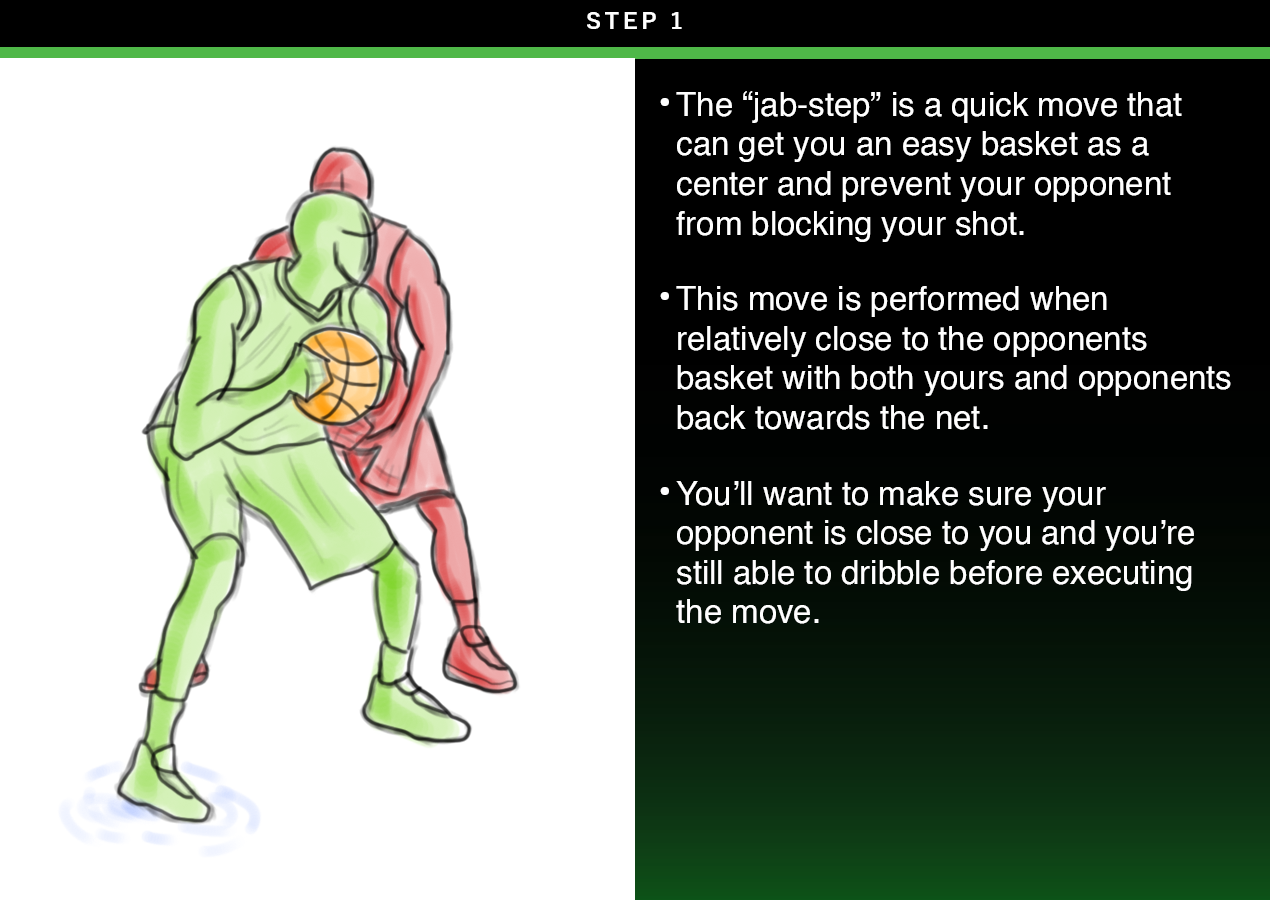 STEP 1
• The “jab-step” is a quick move that
can get you an easy basket as a
center and prevent your opponent
from blocking your shot.
• This move is performed when
relatively close to the opponents
basket with both yours and opponents
back towards the net.
• You’ll want to make sure your
opponent is close to you and you’re
still able to dribble before executing
the move.